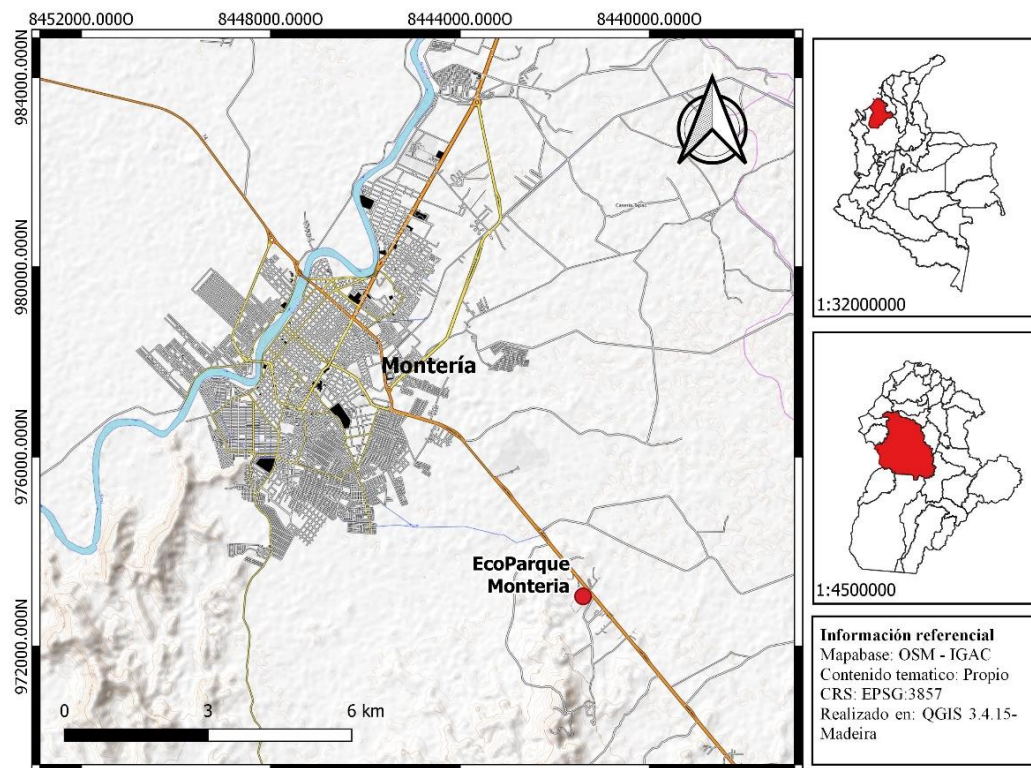 8452000.000O 8448000.000O 8444000.000O 8440000.000O
984000.000N
980000.000N
976000.000N
972000.000N
Montería
EcoParque
Monteria
0 3 6 km
1:32000000
1:4500000
Información referencial
Mapabase: OSM - IGAC
Contenido tematico: Propio
CRS: EPSG:3857
Realizado en: QGIS 3.4.15-
Madeira